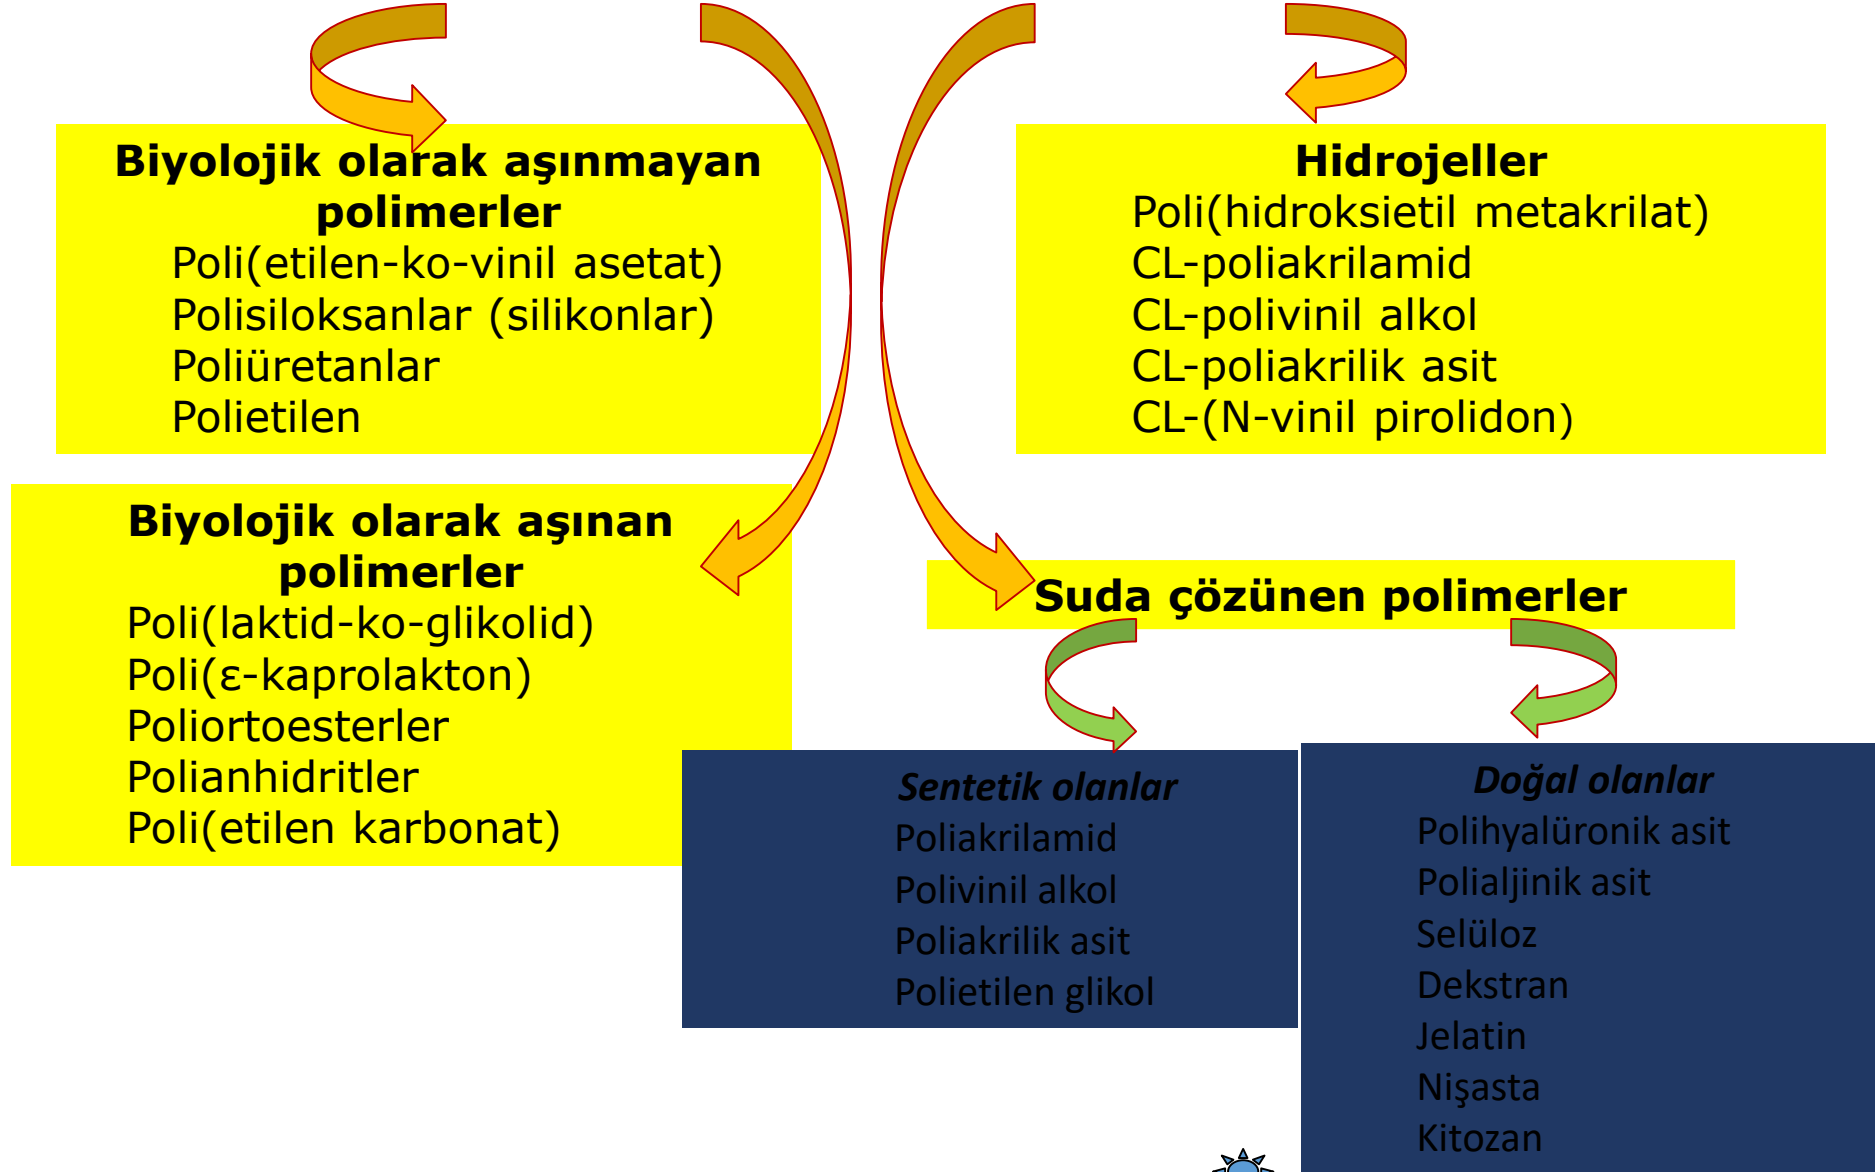 Biyolojik olarak aşınmayan
polimerler
Poli(etilen-ko-vinil asetat)
Polisiloksanlar (silikonlar)
Poliüretanlar
Polietilen
Hidrojeller
Poli(hidroksietil metakrilat)
CL-poliakrilamid
CL-polivinil alkol
CL-poliakrilik asit
CL-(N-vinil pirolidon)
Biyolojik olarak aşınan
polimerler
Poli(laktid-ko-glikolid)
Poli(ε-kaprolakton)
Poliortoesterler
Polianhidritler
Poli(etilen karbonat)
Suda çözünen polimerler
Sentetik olanlar
Poliakrilamid
Polivinil alkol
Poliakrilik asit
Polietilen glikol
Doğal olanlar
Polihyalüronik asit
Polialjinik asit
Selüloz
Dekstran
Jelatin
Nişasta
Kitozan